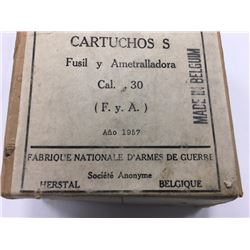 CARTUCHOS S
Fusil y Ametralladora
Cal. .30
( F. y A. )
Año 1957
MADE IN BELGIUM
FABRIQUE NATIONALE D'ARMES DE GUERRE
Société Anonyme
HERSTAL BELGIQUE